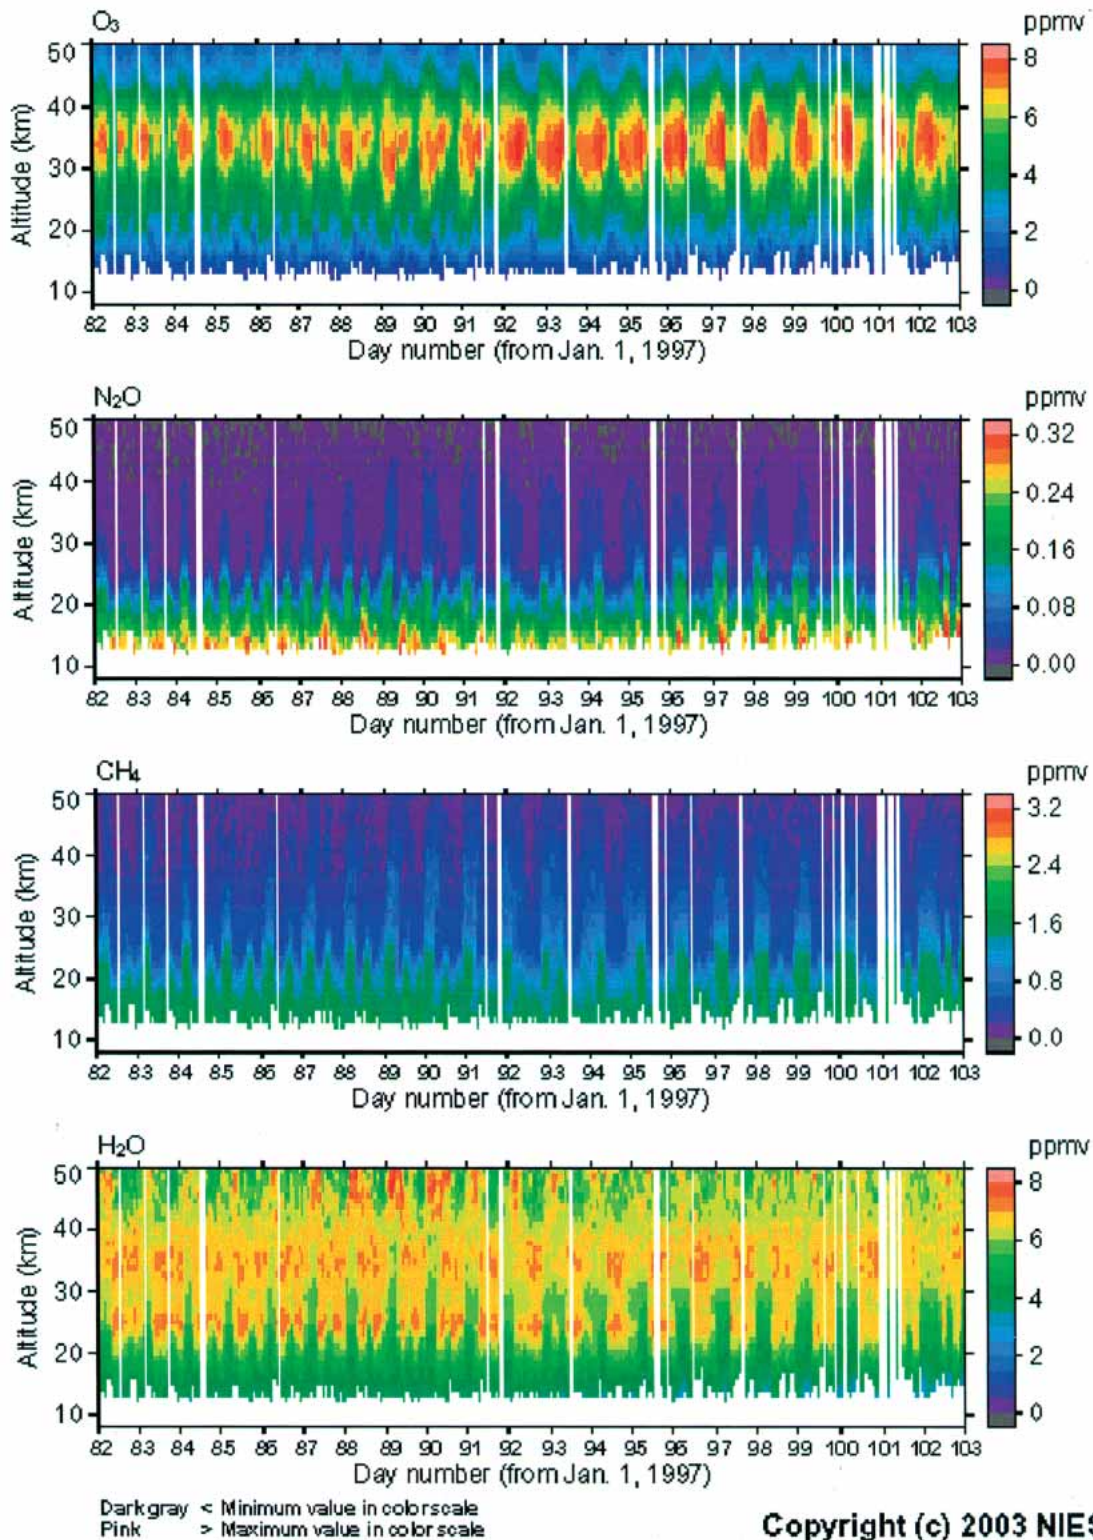 O₃ ppmv
50
40
30
20
10
Altitude (km)
8
6
4
2
0
82 83 84 85 86 87 88 89 90 91 92 93 94 95 96 97 98 99 100 101 102 103
Day number (from Jan. 1, 1997)
N₂O ppmv
50
40
30
20
10
Altitude (km)
0.32
0.24
0.16
0.08
0.00
82 83 84 85 86 87 88 89 90 91 92 93 94 95 96 97 98 99 100 101 102 103
Day number (from Jan. 1, 1997)
CH₄ ppmv
50
40
30
20
10
Altitude (km)
3.2
2.4
1.6
0.8
0.0
82 83 84 85 86 87 88 89 90 91 92 93 94 95 96 97 98 99 100 101 102 103
Day number (from Jan. 1, 1997)
H₂O ppmv
50
40
30
20
10
Altitude (km)
8
6
4
2
0
82 83 84 85 86 87 88 89 90 91 92 93 94 95 96 97 98 99 100 101 102 103
Day number (from Jan. 1, 1997)
Dark gray < Minimum value in color scale
Pink > Maximum value in color scale
Copyright (c) 2003 NIES